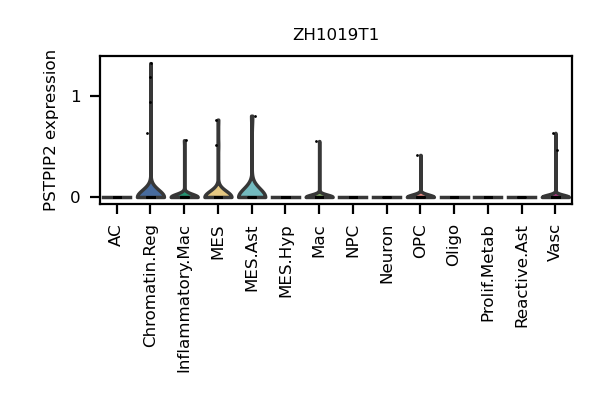 ZH1019T1
PSTPIP2 expression
1
0
AC
Chromatin.Reg
Inflammatory.Mac
MES
MES.Ast
MES.Hyp
Mac
NPC
Neuron
OPC
Oligo
Prolif.Metab
Reactive.Ast
Vasc